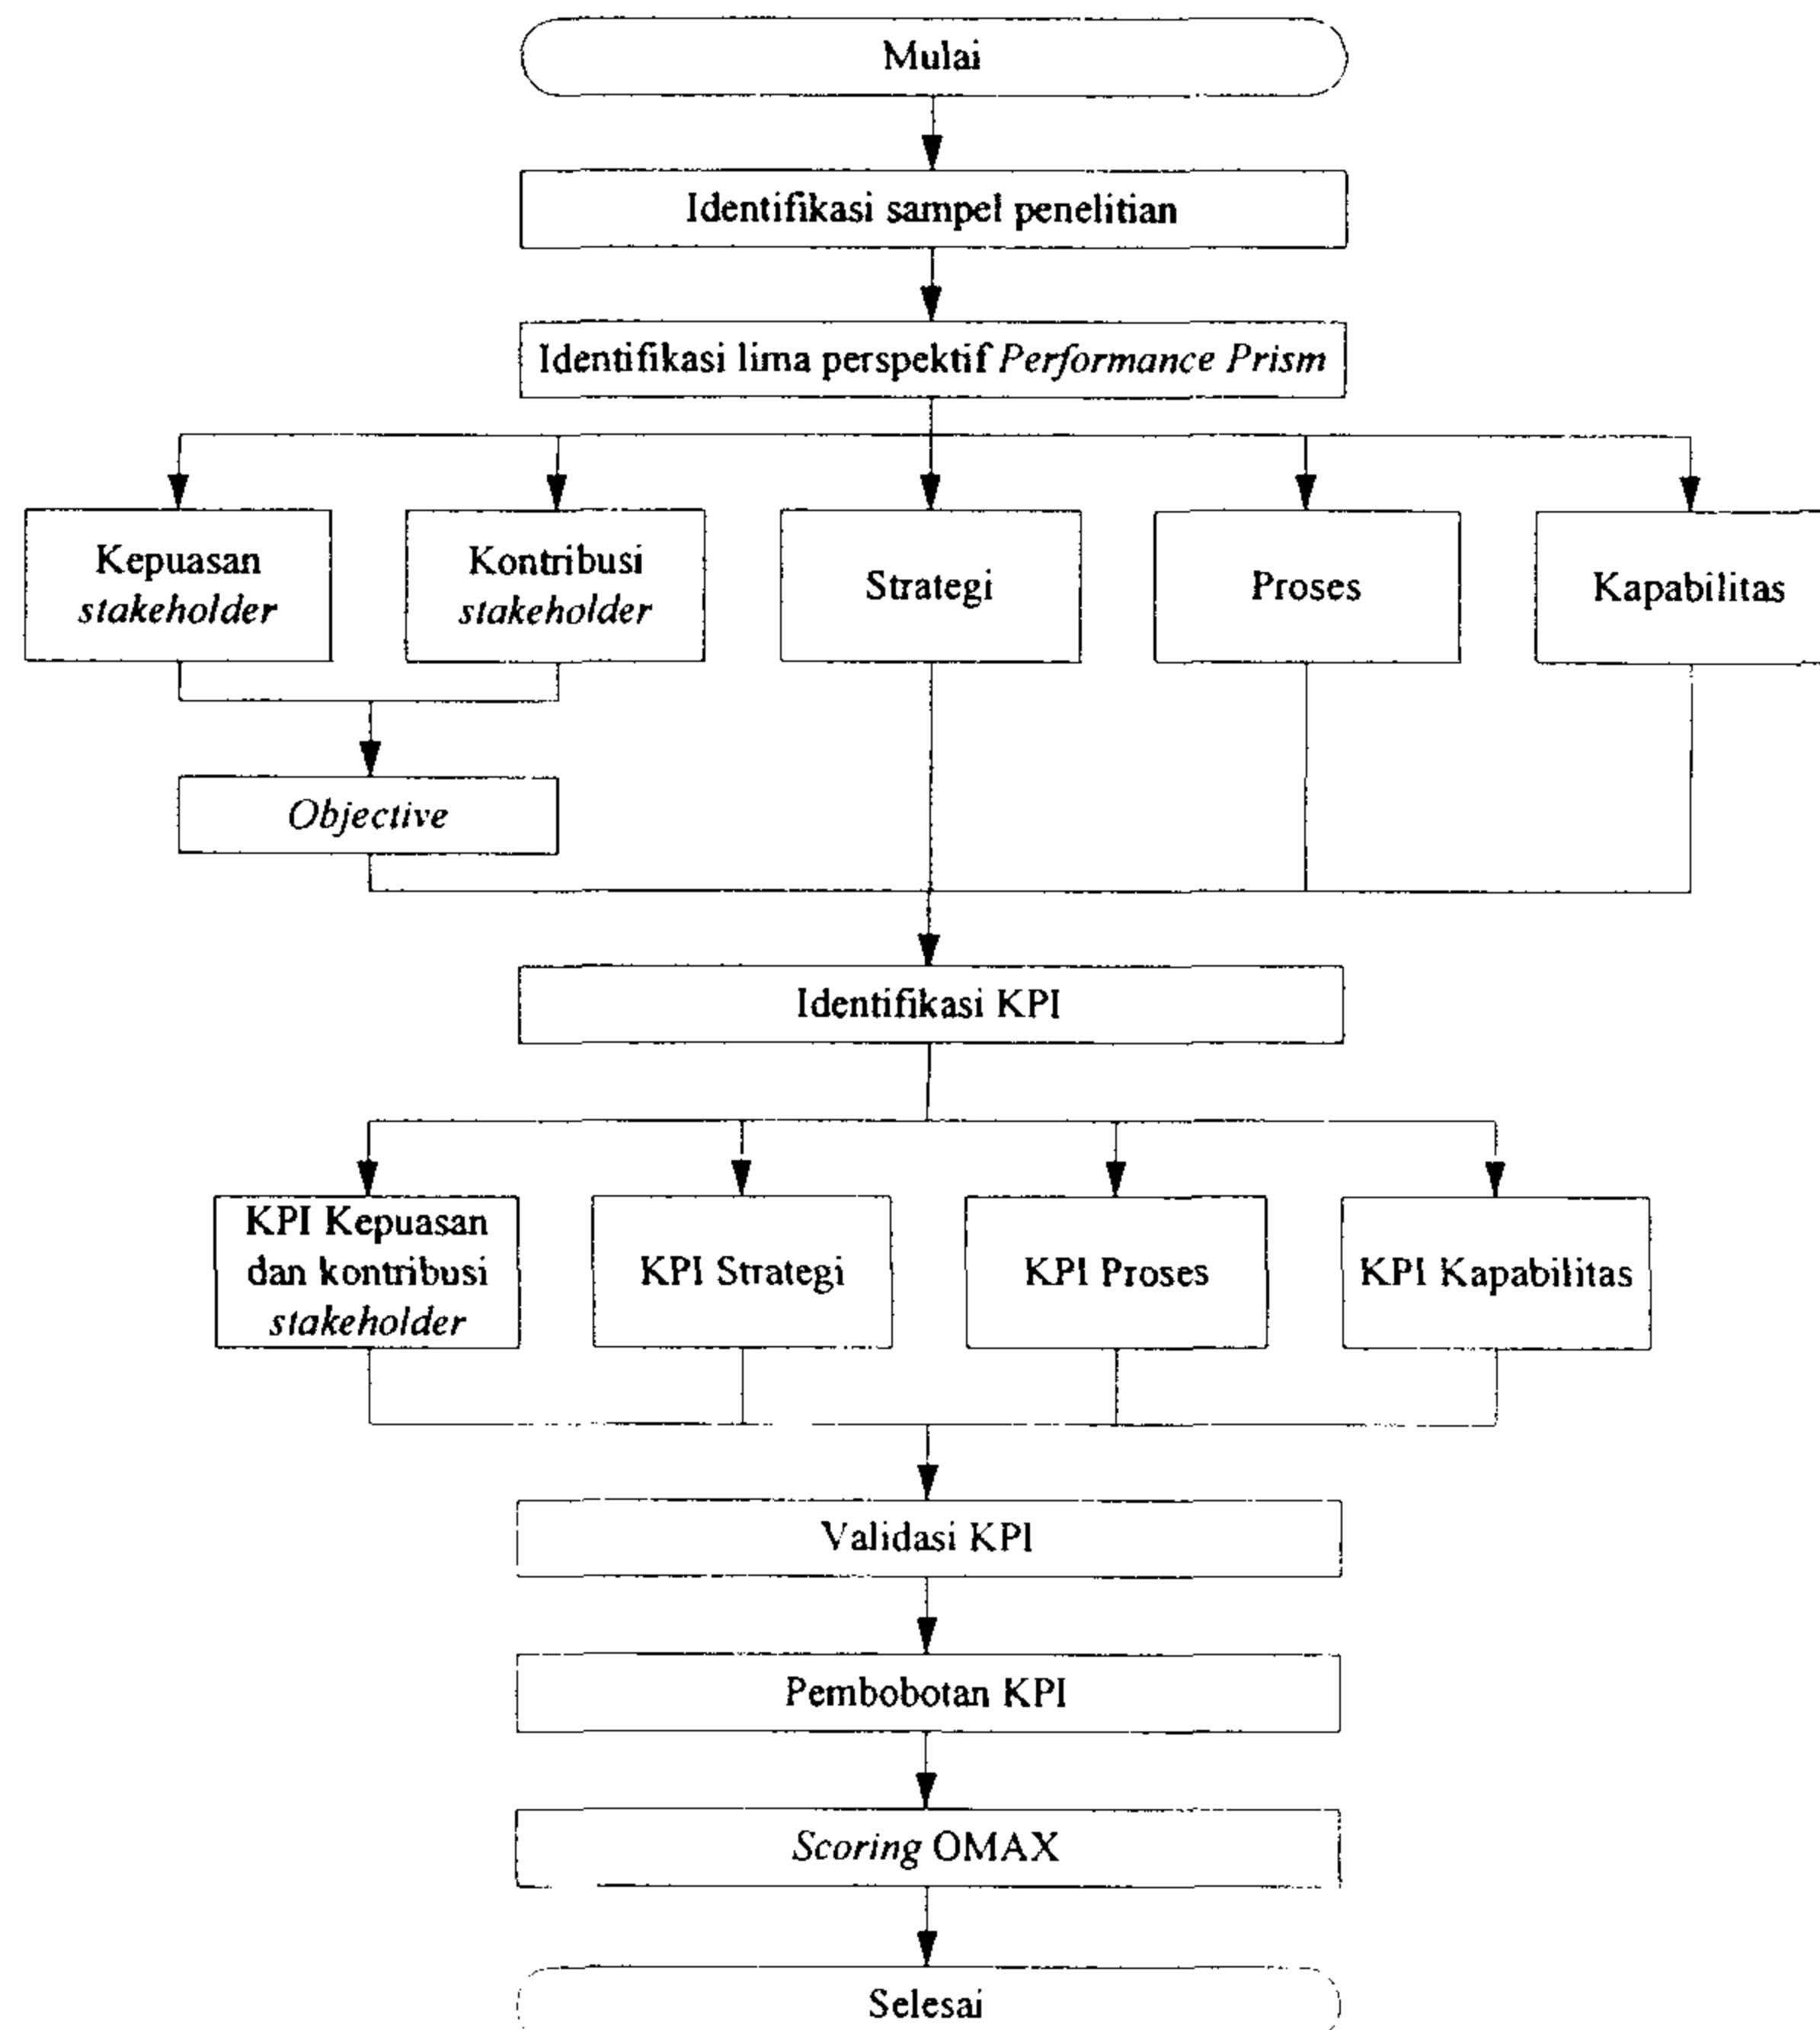 Mulai
Identifikasi sampel penelitian
Identifikasi lima perspektif Performance Prism
Kepuasan
stakeholder
Kontribusi
stakeholder
Strategi
Proses
Kapabilitas
Objective
Identifikasi KPI
KPI Kepuasan
dan kontribusi
stakeholder
KPI Strategi
KPI Proses
KPI Kapabilitas
Validasi KPI
Pembobotan KPI
Scoring OMAX
Selesai